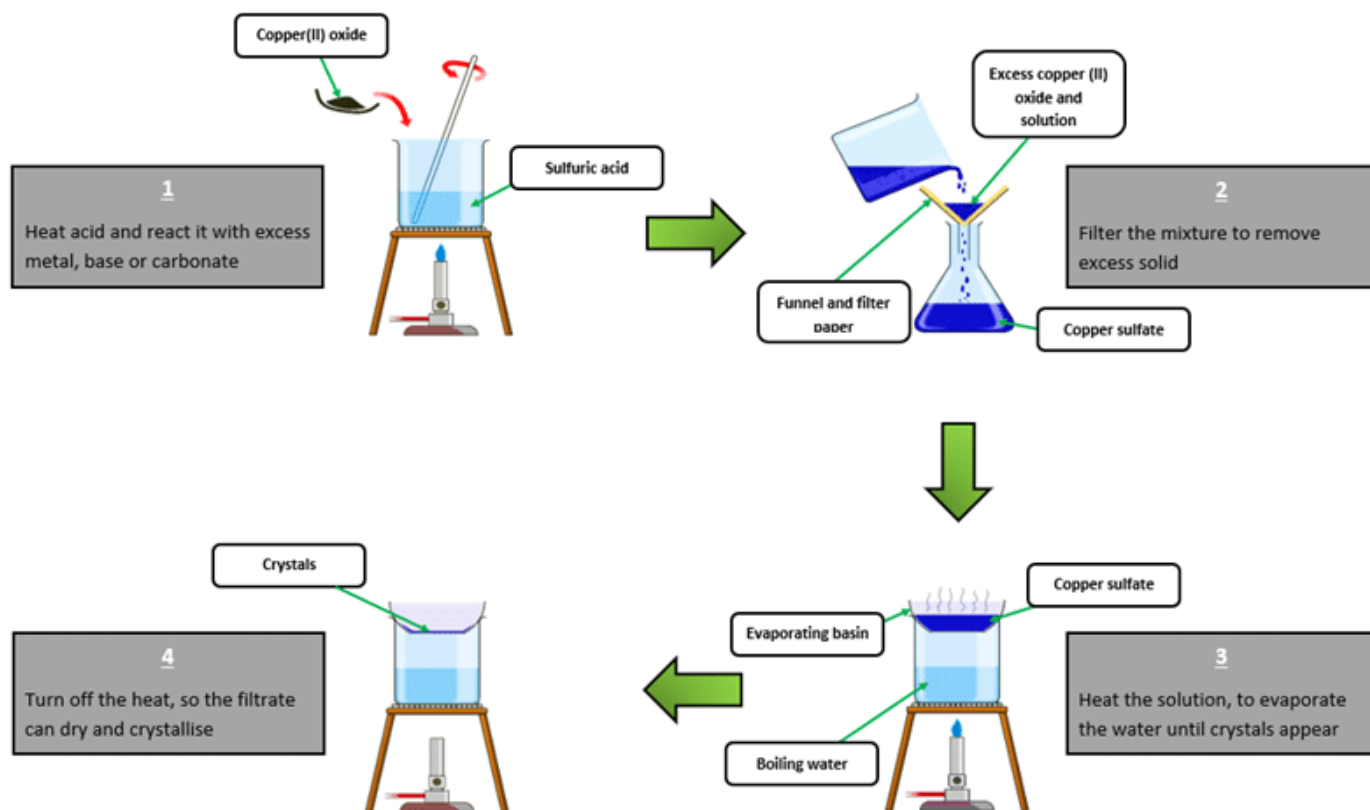 Copper(II) oxide
Sulfuric acid
1
Heat acid and react it with excess
metal, base or carbonate
Excess copper (II)
oxide and
solution
2
Filter the mixture to remove
excess solid
Funnel and filter
paper
Copper sulfate
Crystals
4
Turn off the heat, so the filtrate
can dry and crystallise
Copper sulfate
Evaporating basin
Boiling water
3
Heat the solution, to evaporate
the water until crystals appear